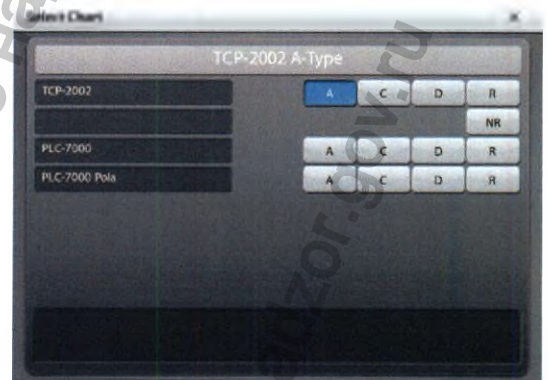 Select Chart
TCP-2002 A-Type
TCP-2002 A C D R
NR
PLC-7000 A C D R
PLC-7000 Pola A C D R